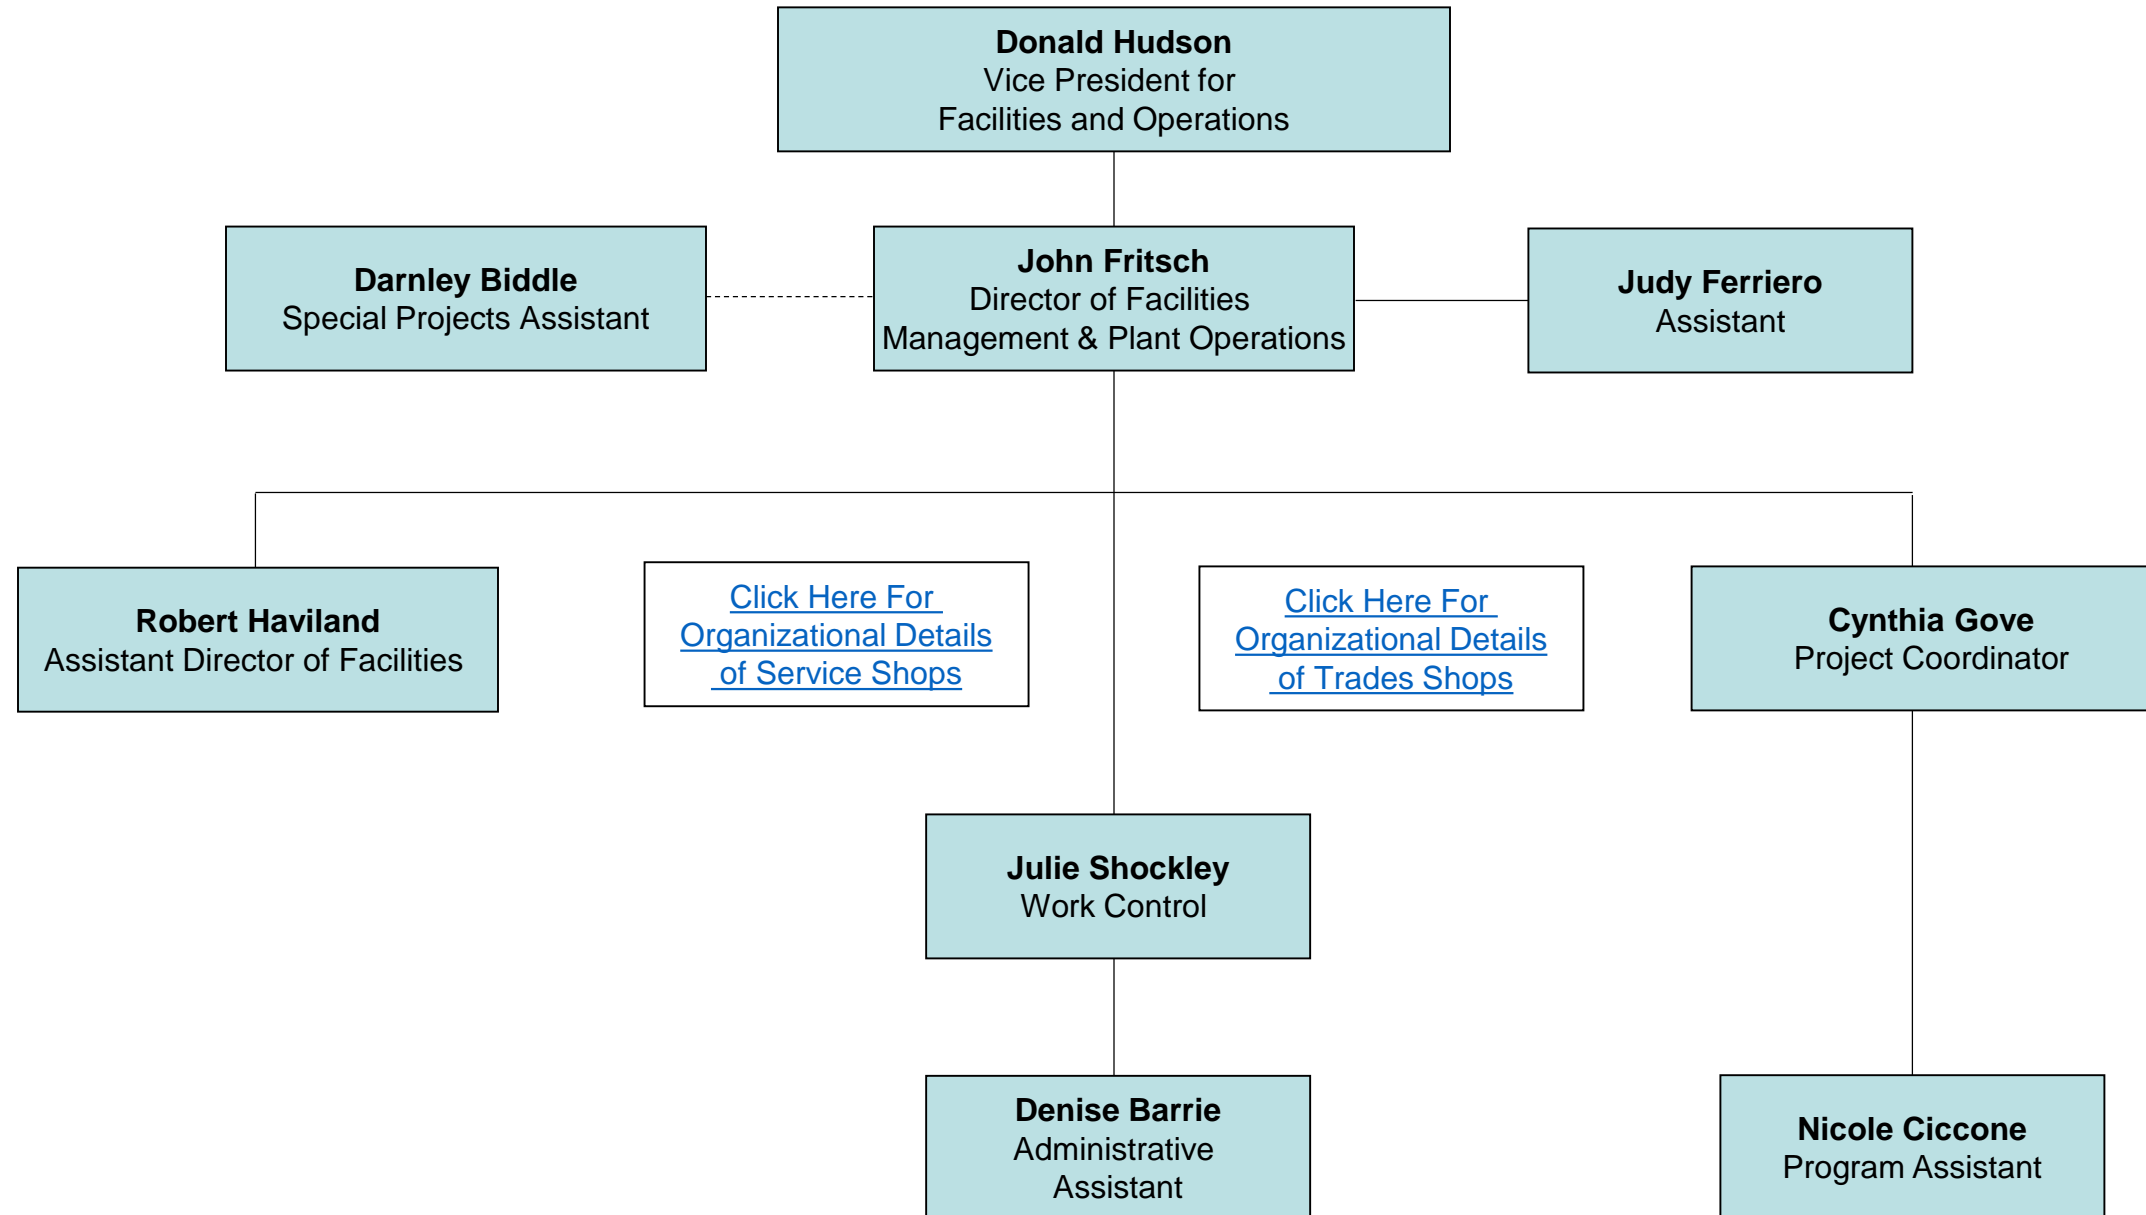 Donald Hudson
Vice President for
Facilities and Operations
Darnley Biddle
Special Projects Assistant
John Fritsch
Director of Facilities
Management & Plant Operations
Judy Ferriero
Assistant
Robert Haviland
Assistant Director of Facilities
Click Here For
Organizational Details
of Service Shops
Click Here For
Organizational Details
of Trades Shops
Cynthia Gove
Project Coordinator
Julie Shockley
Work Control
Denise Barrie
Administrative
Assistant
Nicole Ciccone
Program Assistant